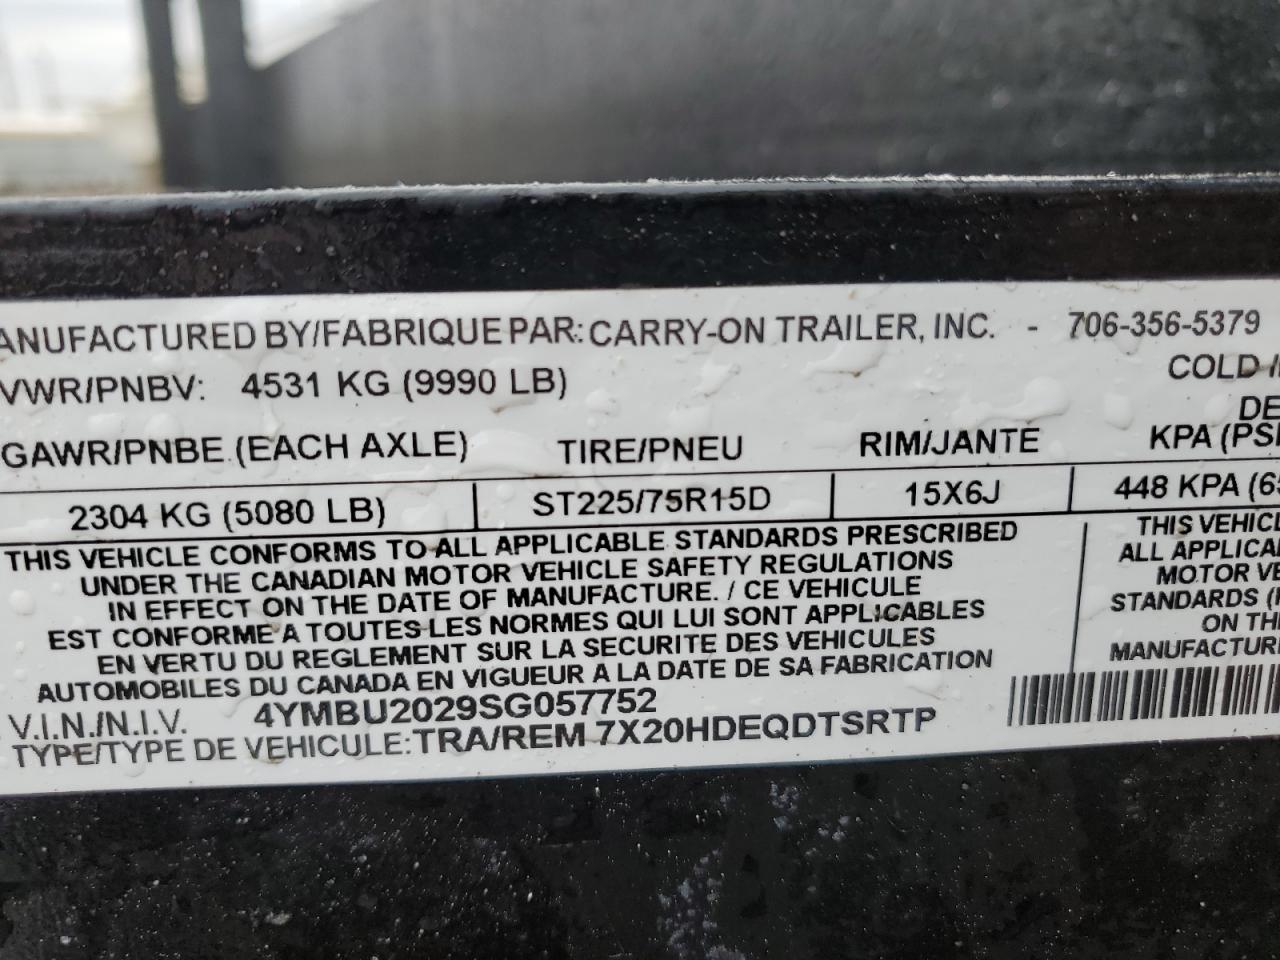 ANUFACTURED BY/FABRIQUE PAR: CARRY-ON TRAILER, INC. - 706-356-5379
VWR/PNBV: 4531 KG (9990 LB) COLD
GAWR/PNBE (EACH AXLE) TIRE/PNEU RIM/JANTE KPA (PSI
2304 KG (5080 LB) ST225/75R15D 15X6J 448 KPA (65
THIS VEHICLE CONFORMS TO ALL APPLICABLE STANDARDS PRESCRIBED
UNDER THE CANADIAN MOTOR VEHICLE SAFETY REGULATIONS
IN EFFECT ON THE DATE OF MANUFACTURE. / CE VEHICULE
EST CONFORME A TOUTES LES NORMES QUI LUI SONT APPLICABLES
EN VERTU DU REGLEMENT SUR LA SECURITE DES VEHICULES
AUTOMOBILES DU CANADA EN VIGUEUR A LA DATE DE SA FABRICATION
THIS VEHICL
ALL APPLICA
MOTOR VE
STANDARDS (
ON TH
MANUFACTUR
V.I.N./N.I.V. 4YMBU2029SG057752
TYPE/TYPE DE VEHICULE: TRA/REM 7X20HDEQDTSRTP